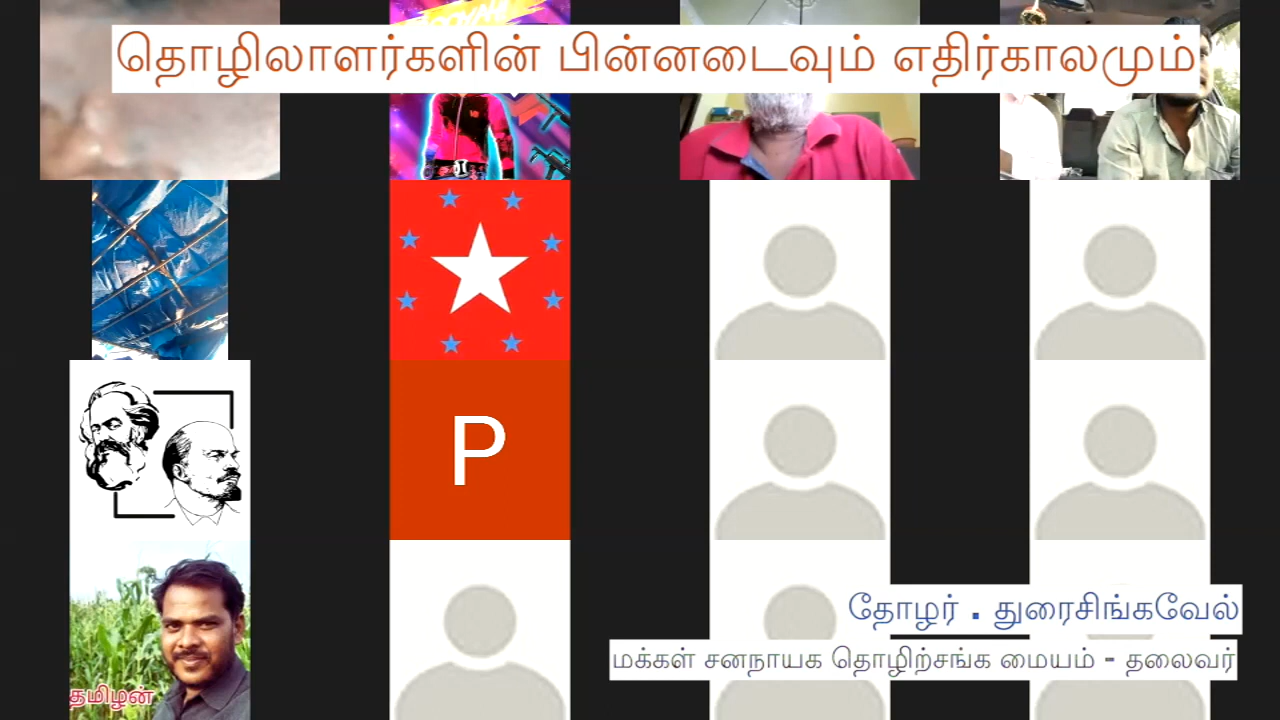 தொழிலாளர்களின் பின்னடைவும் எதிர்காலமும்
P
தமிழன்
தோழர் . துரைசிங்கவேல்
மக்கள் சனநாயக தொழிற்சங்க மையம் - தலைவர்